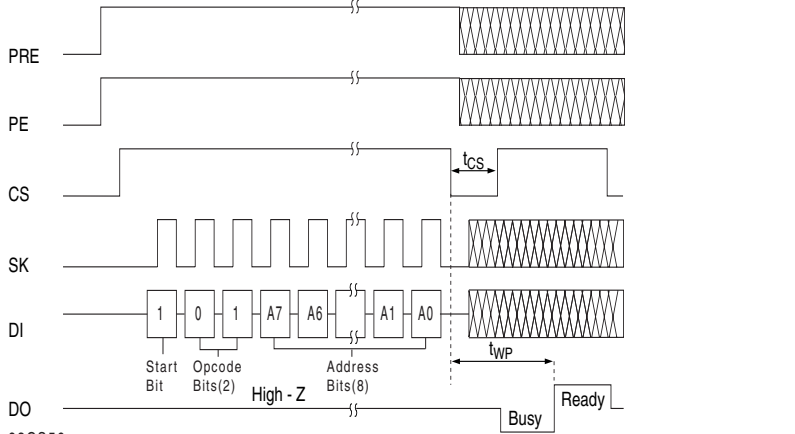 PRE
PE
CS
tCS
SK
DI
1 0 1 A7 A6 A1 A0
Start Bit
Opcode Bits(2)
Address Bits(8)
tWP
DO
High - Z
Busy
Ready